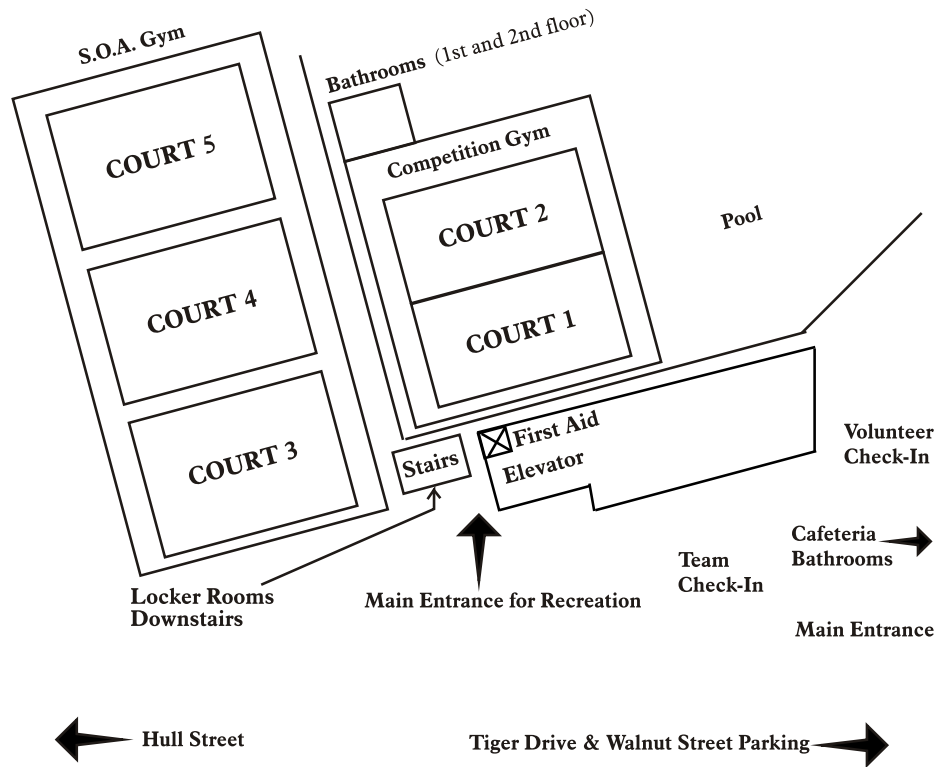 S.O.A. Gym
Bathrooms (1st and 2nd floor)
COURT 5
Competition Gym
COURT 2
Pool
COURT 4
COURT 1
First Aid
Elevator
Volunteer
Check-In
COURT 3
Stairs
Cafeteria
Bathrooms
Team
Check-In
Locker Rooms
Downstairs
Main Entrance for Recreation
Main Entrance
Hull Street
Tiger Drive & Walnut Street Parking